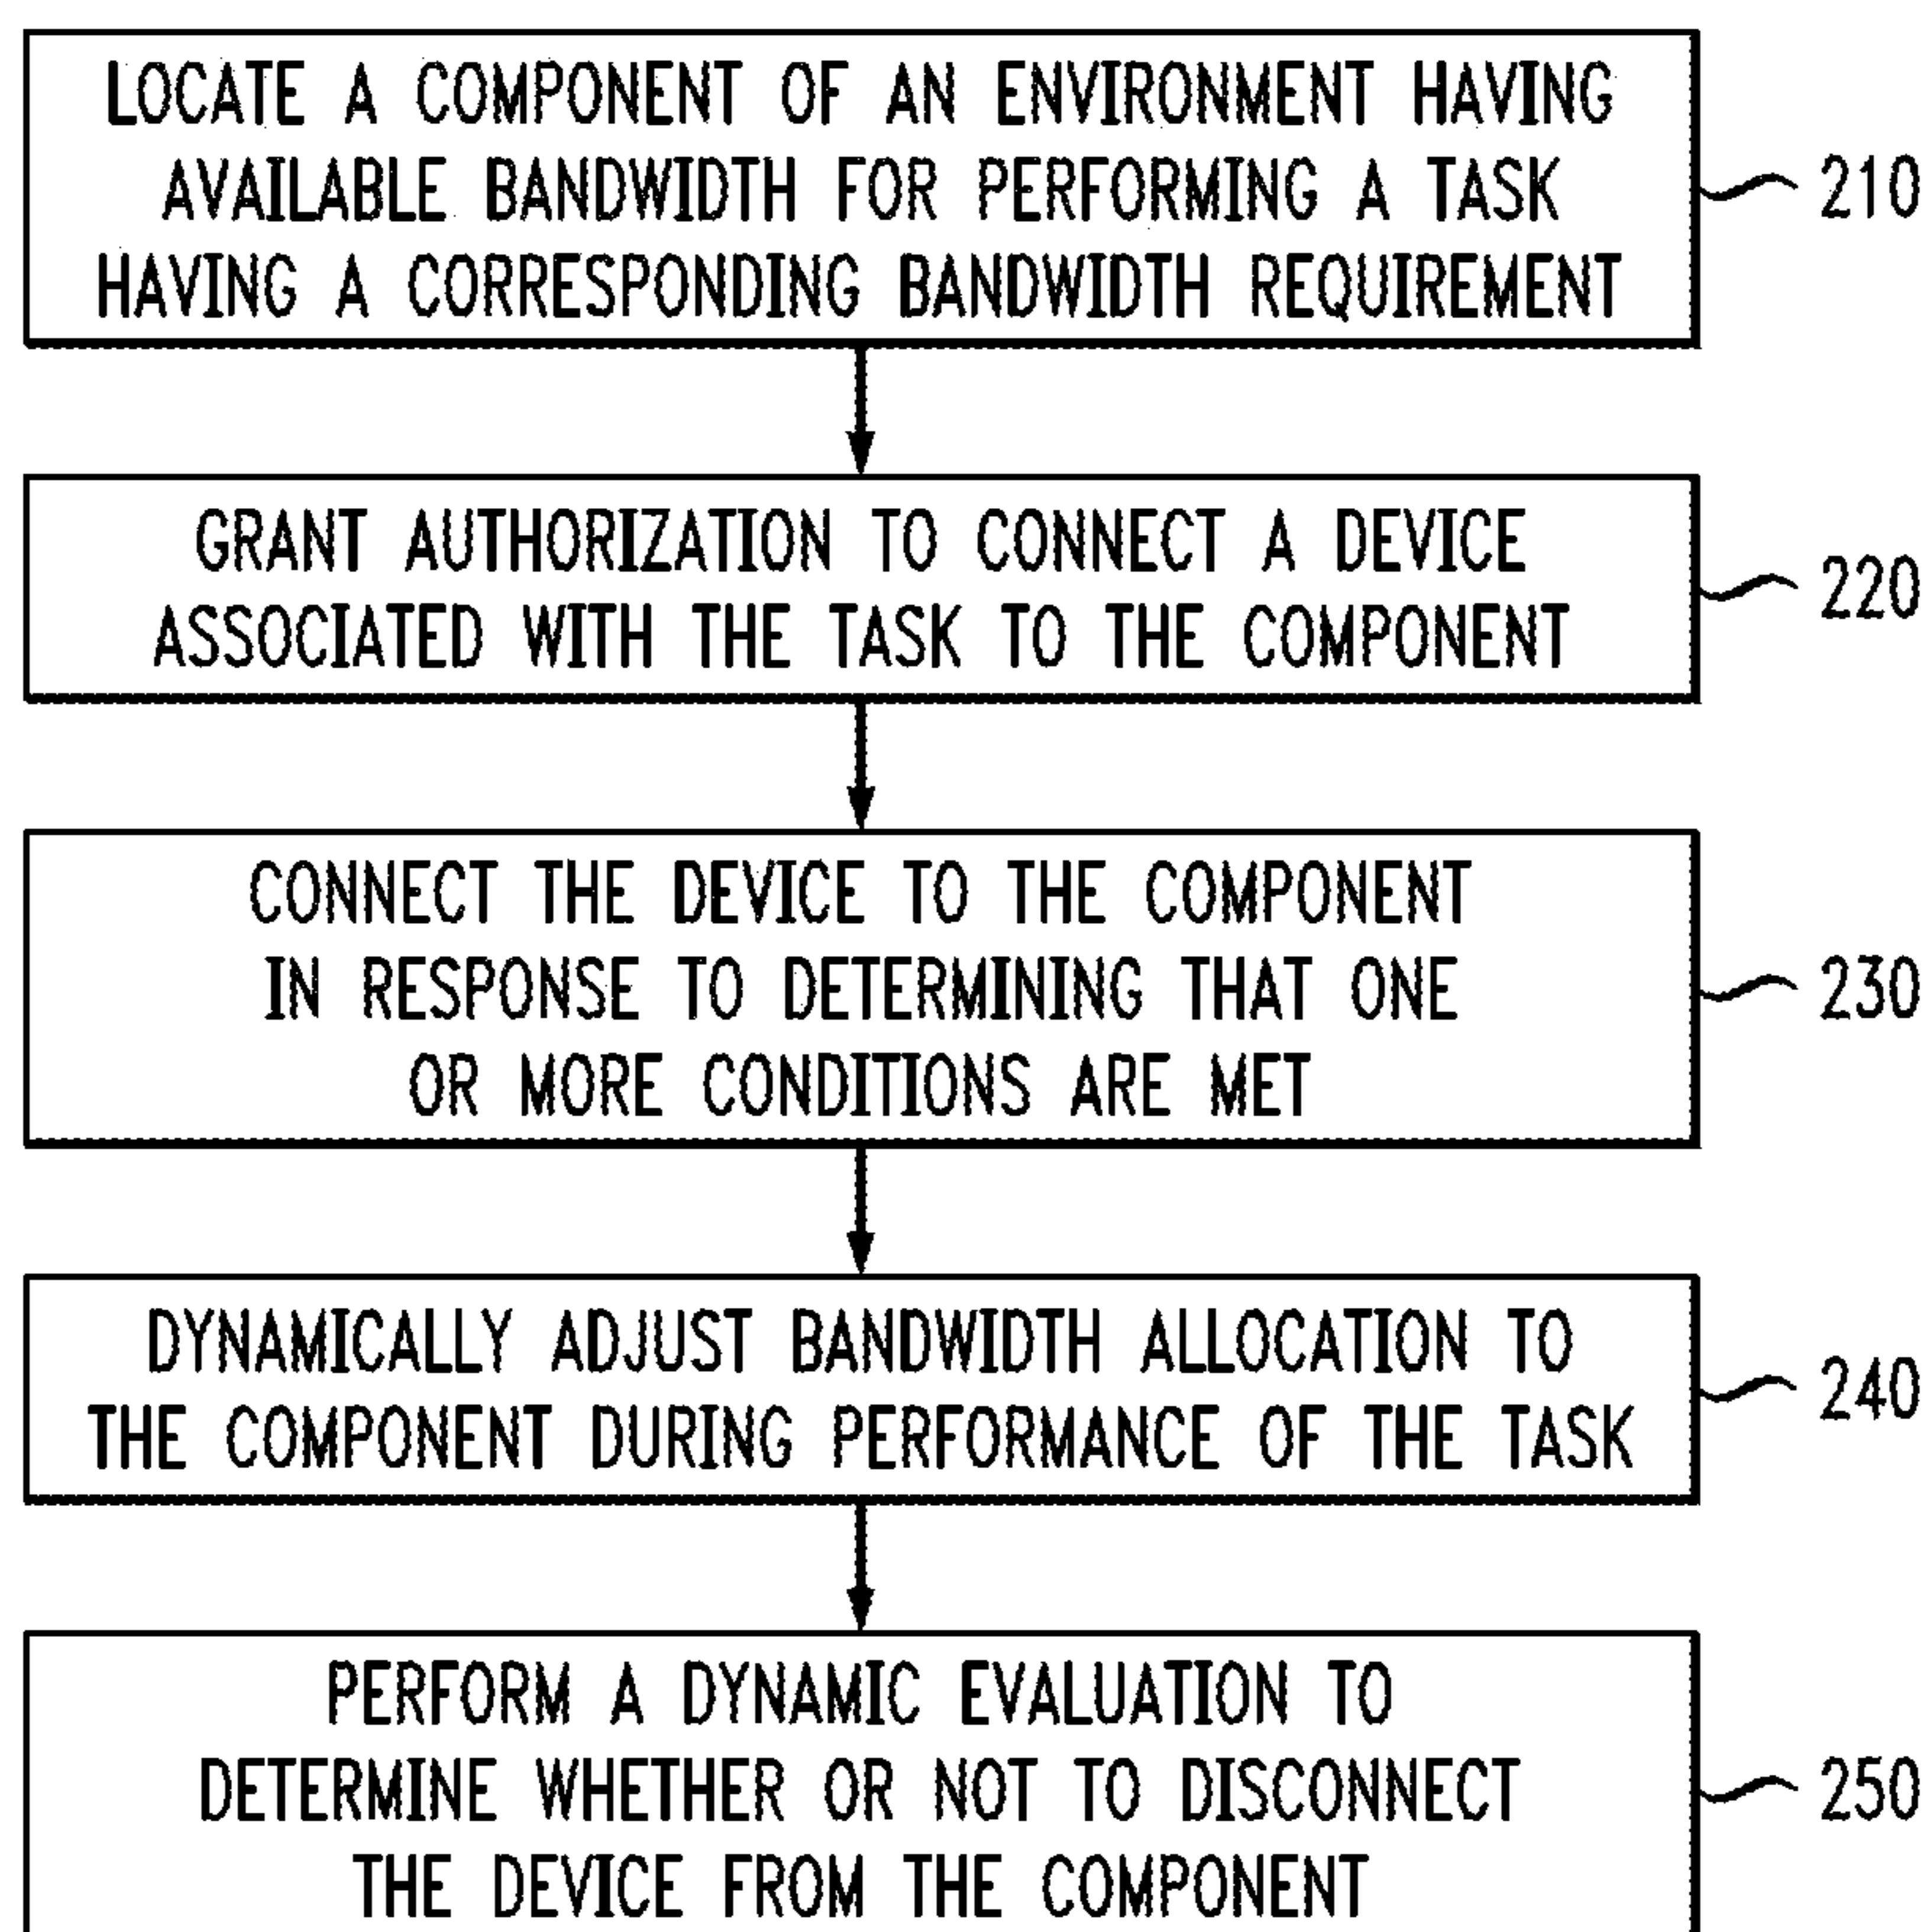 LOCATE A COMPONENT OF AN ENVIRONMENT HAVING
AVAILABLE BANDWIDTH FOR PERFORMING A TASK
HAVING A CORRESPONDING BANDWIDTH REQUIREMENT
210
GRANT AUTHORIZATION TO CONNECT A DEVICE
ASSOCIATED WITH THE TASK TO THE COMPONENT
220
CONNECT THE DEVICE TO THE COMPONENT
IN RESPONSE TO DETERMINING THAT ONE
OR MORE CONDITIONS ARE MET
230
DYNAMICALLY ADJUST BANDWIDTH ALLOCATION TO
THE COMPONENT DURING PERFORMANCE OF THE TASK
240
PERFORM A DYNAMIC EVALUATION TO
DETERMINE WHETHER OR NOT TO DISCONNECT
THE DEVICE FROM THE COMPONENT
250